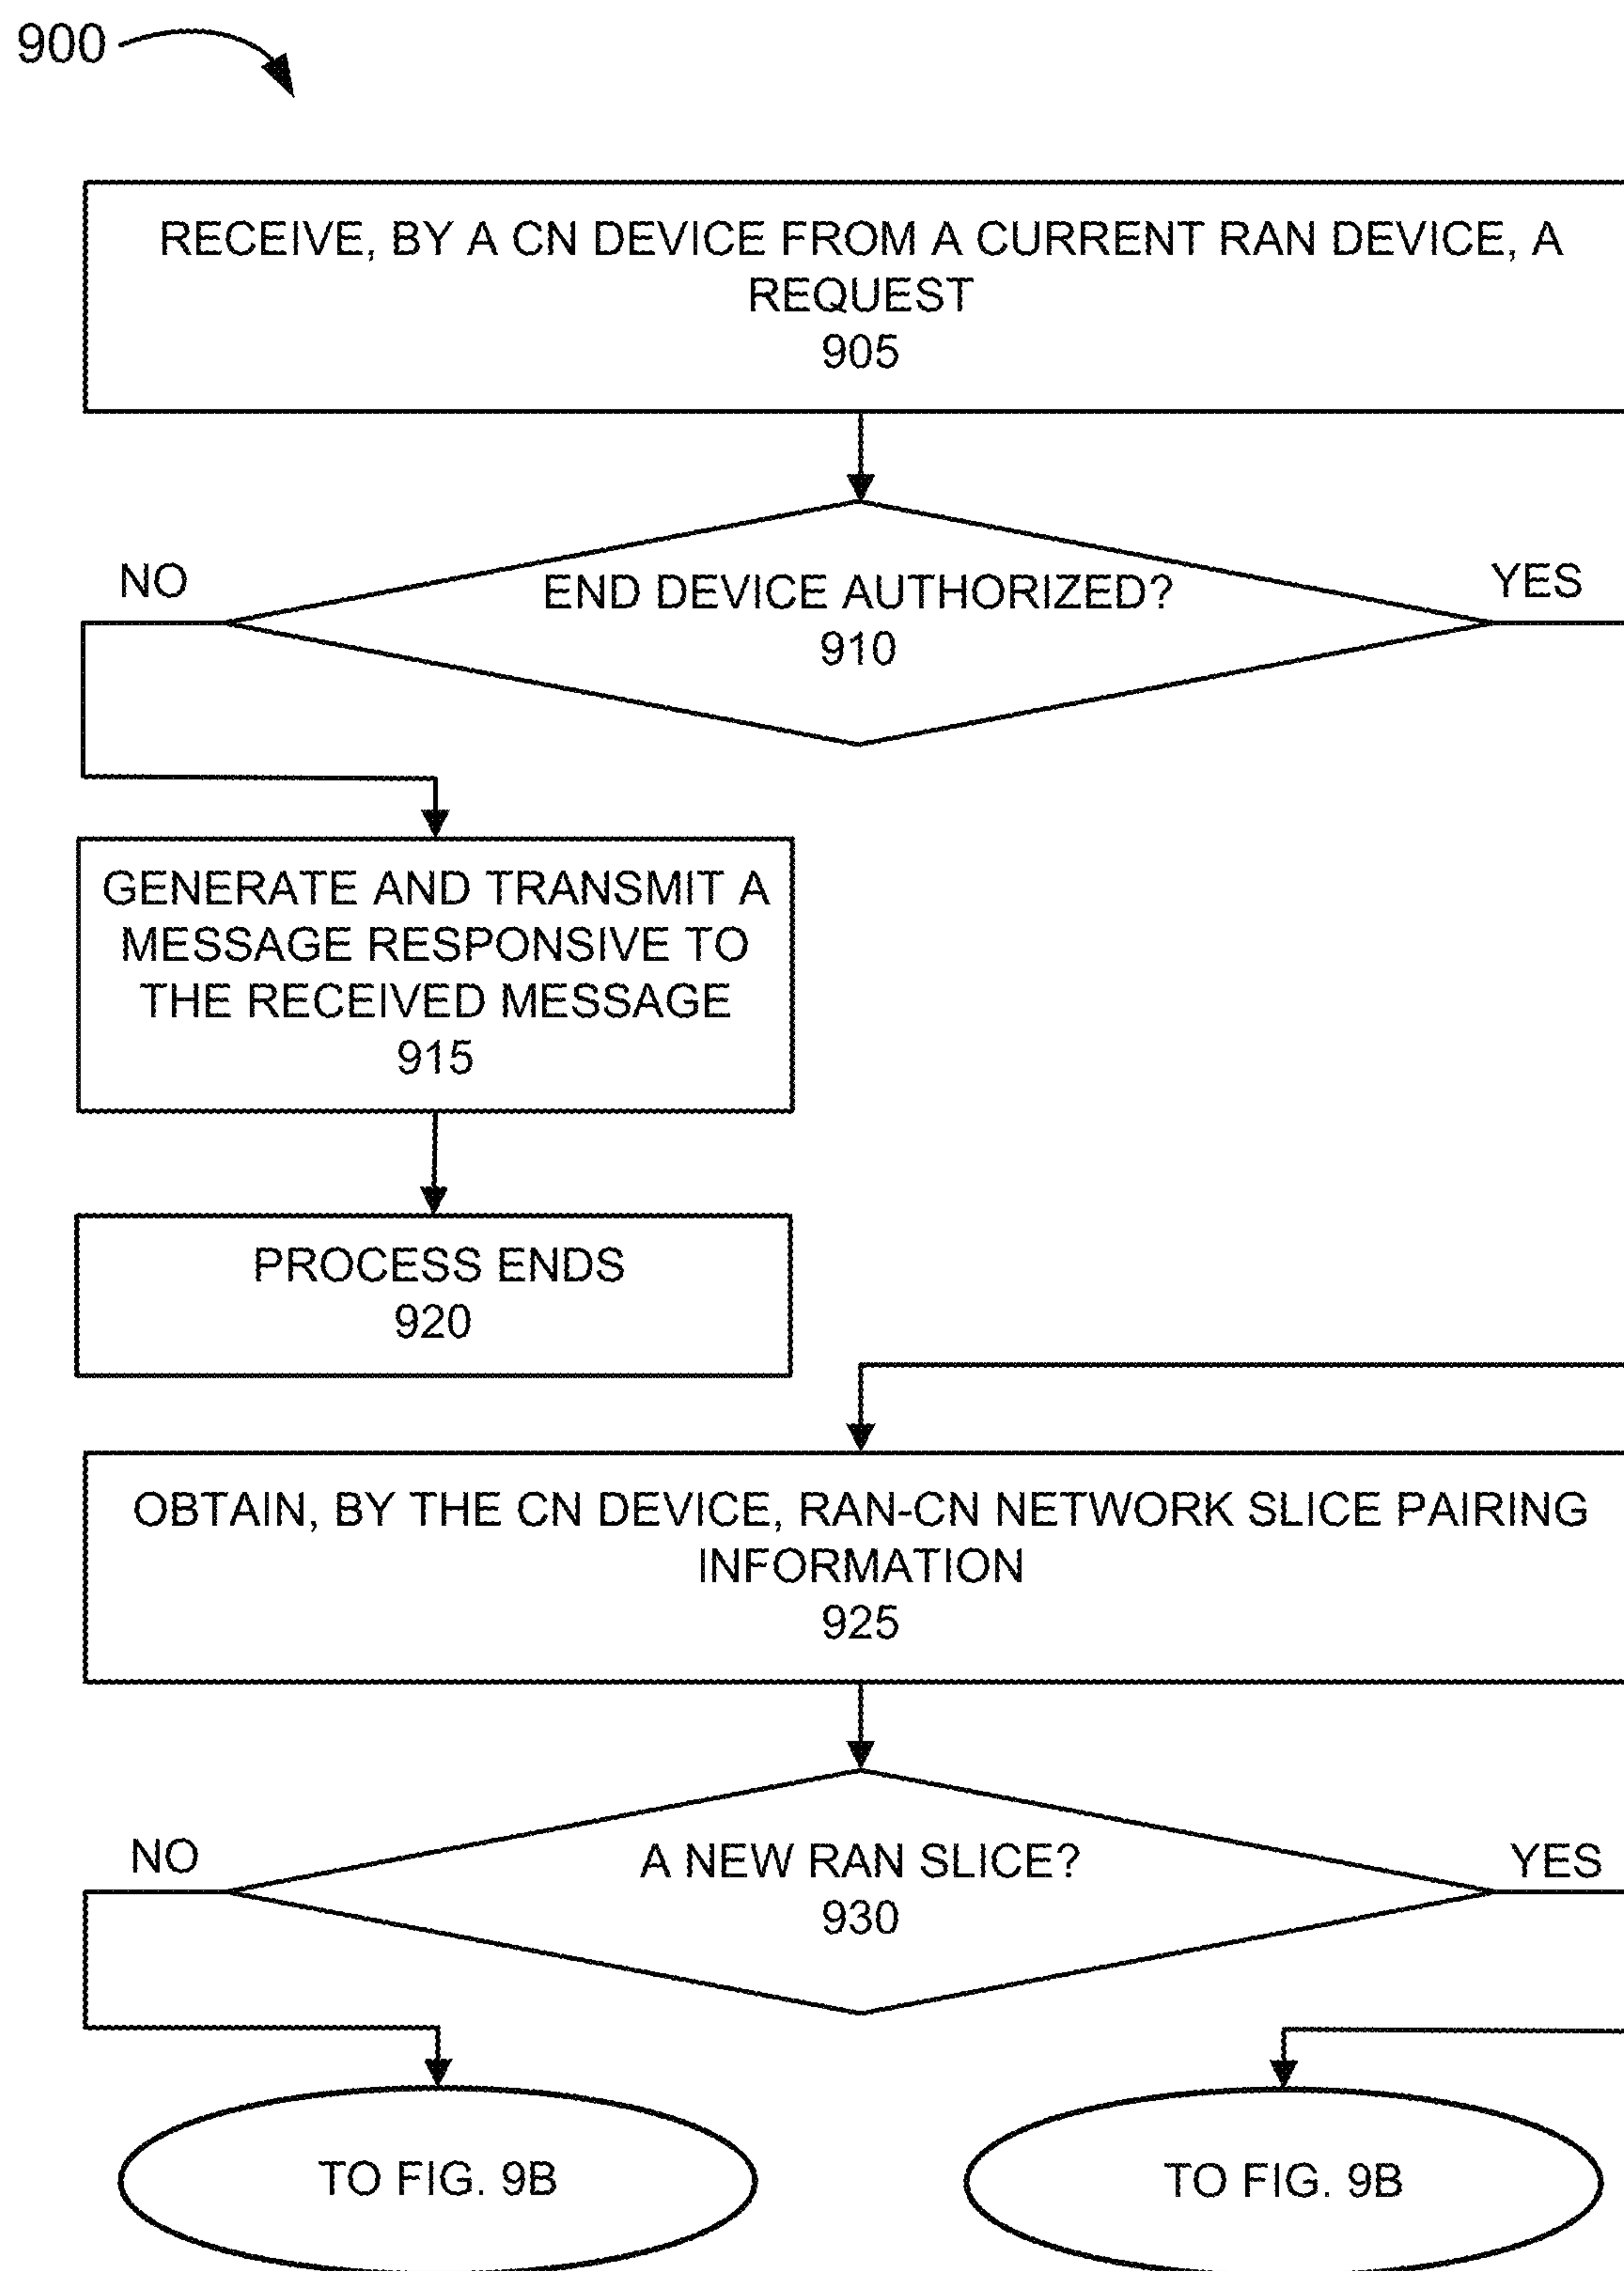 900
RECEIVE, BY A CN DEVICE FROM A CURRENT RAN DEVICE, A
REQUEST
905
NO
END DEVICE AUTHORIZED?
YES
910
GENERATE AND TRANSMIT A
MESSAGE RESPONSIVE TO
THE RECEIVED MESSAGE
915
PROCESS ENDS
920
OBTAIN, BY THE CN DEVICE, RAN-CN NETWORK SLICE PAIRING
INFORMATION
925
NO
A NEW RAN SLICE?
YES
930
TO FIG. 9B
TO FIG. 9B